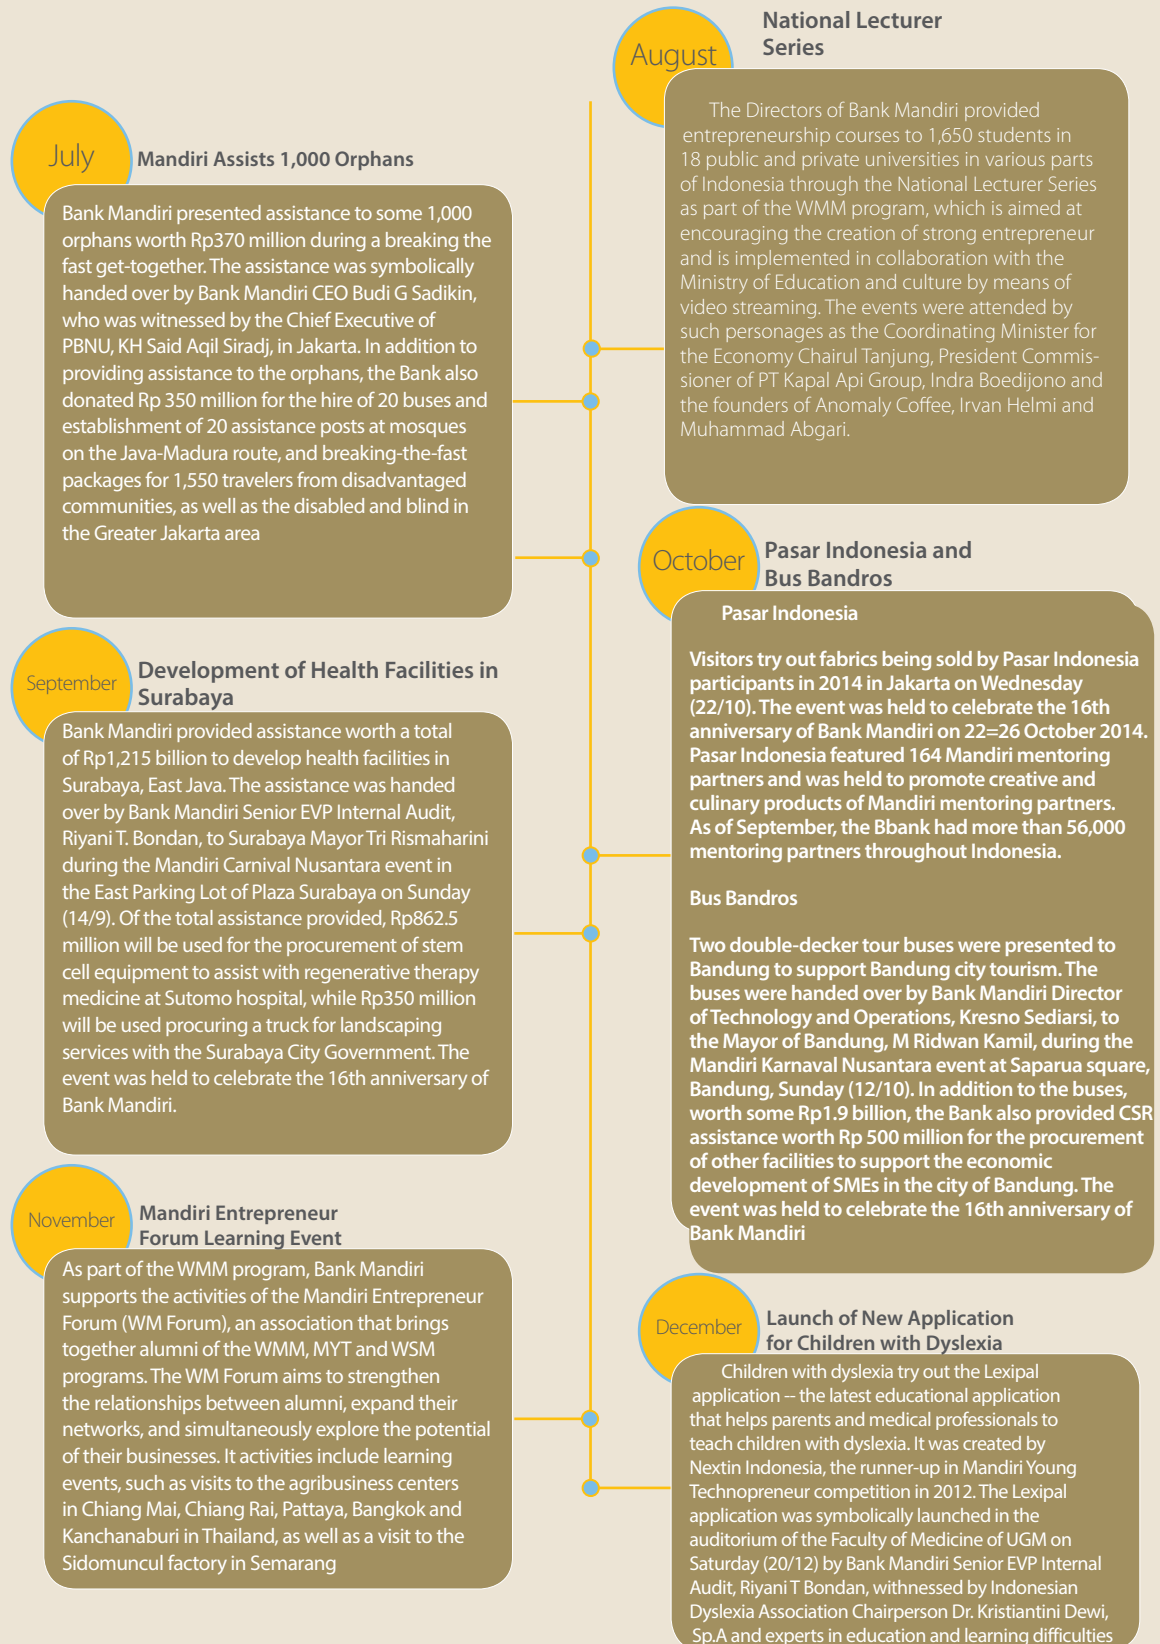 July
Mandiri Assists 1,000 Orphans
Bank Mandiri presented assistance to some 1,000
orphans worth Rp370 million during a breaking the
fast get-together. The assistance was symbolically
handed over by Bank Mandiri CEO Budi G Sadikin,
who was witnessed by the Chief Executive of
PBNU, KH Said Aqil Siradj, in Jakarta. In addition to
providing assistance to the orphans, the Bank also
donated Rp 350 million for the hire of 20 buses and
establishment of 20 assistance posts at mosques
on the Java-Madura route, and breaking-the-fast
packages for 1,550 travelers from disadvantaged
communities, as well as the disabled and blind in
the Greater Jakarta area
August
National Lecturer
Series
The Directors of Bank Mandiri provided
entrepreneurship courses to 1,650 students in
18 public and private universities in various parts
of Indonesia through the National Lecturer Series
as part of the WMM program, which is aimed at
encouraging the creation of strong entrepreneur
and is implemented in collaboration with the
Ministry of Education and culture by means of
video streaming. The events were attended by
such personages as the Coordinating Minister for
the Economy Chairul Tanjung, President Commis-
sioner of PT Kapal Api Group, Indra Boedijono and
the founders of Anomaly Coffee, Irvan Helmi and
Muhammad Abgari.
September
Development of Health Facilities in
Surabaya
Bank Mandiri provided assistance worth a total
of Rp1,215 billion to develop health facilities in
Surabaya, East Java. The assistance was handed
over by Bank Mandiri Senior EVP Internal Audit,
Riyani T. Bondan, to Surabaya Mayor Tri Rismaharini
during the Mandiri Carnival Nusantara event in
the East Parking Lot of Plaza Surabaya on Sunday
(14/9). Of the total assistance provided, Rp862.5
million will be used for the procurement of stem
cell equipment to assist with regenerative therapy
medicine at Sutomo hospital, while Rp350 million
will be used procuring a truck for landscaping
services with the Surabaya City Government. The
event was held to celebrate the 16th anniversary of
Bank Mandiri.
October
Pasar Indonesia and
Bus Bandros
Pasar Indonesia
Visitors try out fabrics being sold by Pasar Indonesia
participants in 2014 in Jakarta on Wednesday
(22/10). The event was held to celebrate the 16th
anniversary of Bank Mandiri on 22=26 October 2014.
Pasar Indonesia featured 164 Mandiri mentoring
partners and was held to promote creative and
culinary products of Mandiri mentoring partners.
As of September, the Bbank had more than 56,000
mentoring partners throughout Indonesia.
Bus Bandros
Two double-decker tour buses were presented to
Bandung to support Bandung city tourism. The
buses were handed over by Bank Mandiri Director
of Technology and Operations, Kresno Sediarsi, to
the Mayor of Bandung, M Ridwan Kamil, during the
Mandiri Karnaval Nusantara event at Saparua square,
Bandung, Sunday (12/10). In addition to the buses,
worth some Rp1.9 billion, the Bank also provided CSR
assistance worth Rp 500 million for the procurement
of other facilities to support the economic
development of SMEs in the city of Bandung. The
event was held to celebrate the 16th anniversary of
Bank Mandiri
November
Mandiri Entrepreneur
Forum Learning Event
As part of the WMM program, Bank Mandiri
supports the activities of the Mandiri Entrepreneur
Forum (WM Forum), an association that brings
together alumni of the WMM, MYT and WSM
programs. The WM Forum aims to strengthen
the relationships between alumni, expand their
networks, and simultaneously explore the potential
of their businesses. It activities include learning
events, such as visits to the agribusiness centers
in Chiang Mai, Chiang Rai, Pattaya, Bangkok and
Kanchanaburi in Thailand, as well as a visit to the
Sidomuncul factory in Semarang
December
Launch of New Application
for Children with Dyslexia
Children with dyslexia try out the Lexipal
application -- the latest educational application
that helps parents and medical professionals to
teach children with dyslexia. It was created by
Nextin Indonesia, the runner-up in Mandiri Young
Technopreneur competition in 2012. The Lexipal
application was symbolically launched in the
auditorium of the Faculty of Medicine of UGM on
Saturday (20/12) by Bank Mandiri Senior EVP Internal
Audit, Riyani T Bondan, withnessed by Indonesian
Dyslexia Association Chairperson Dr. Kristiantini Dewi,
Sp.A and experts in education and learning difficulties